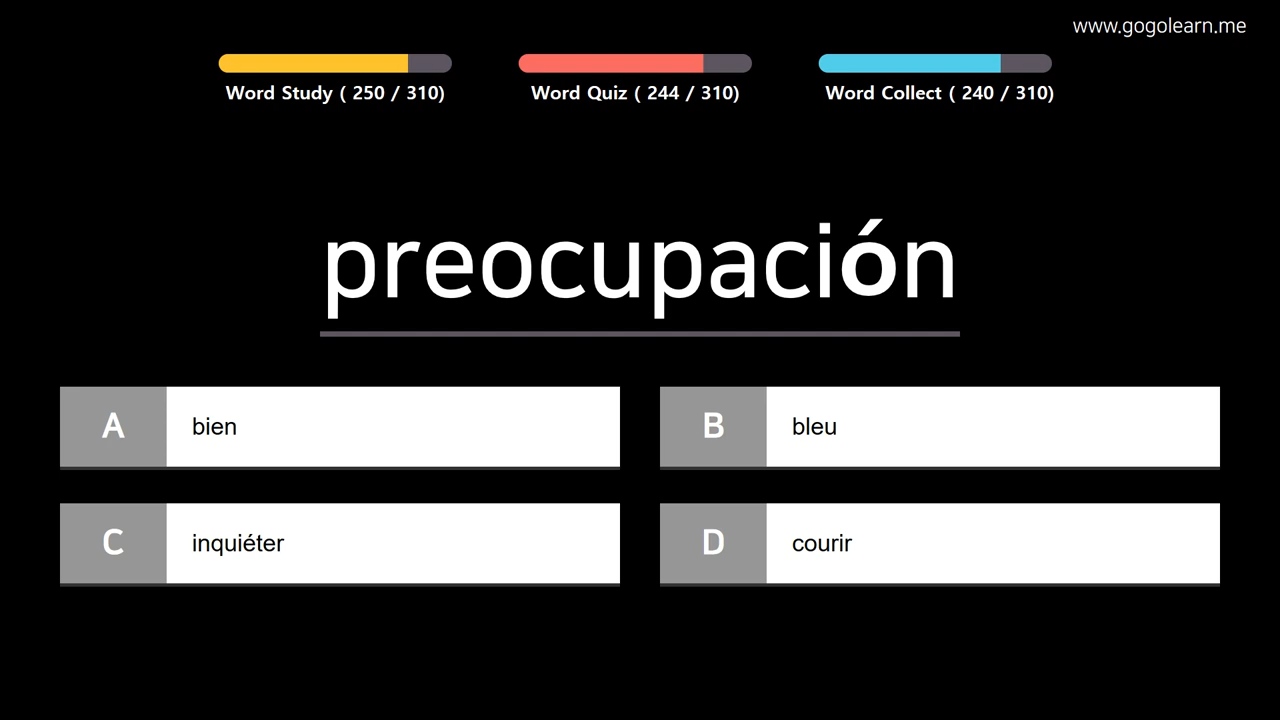 www.gogolearn.me
Word Study ( 250 / 310)
Word Quiz ( 244 / 310)
Word Collect ( 240 / 310)
preocupación
A bien
B bleu
C inquiéter
D courir